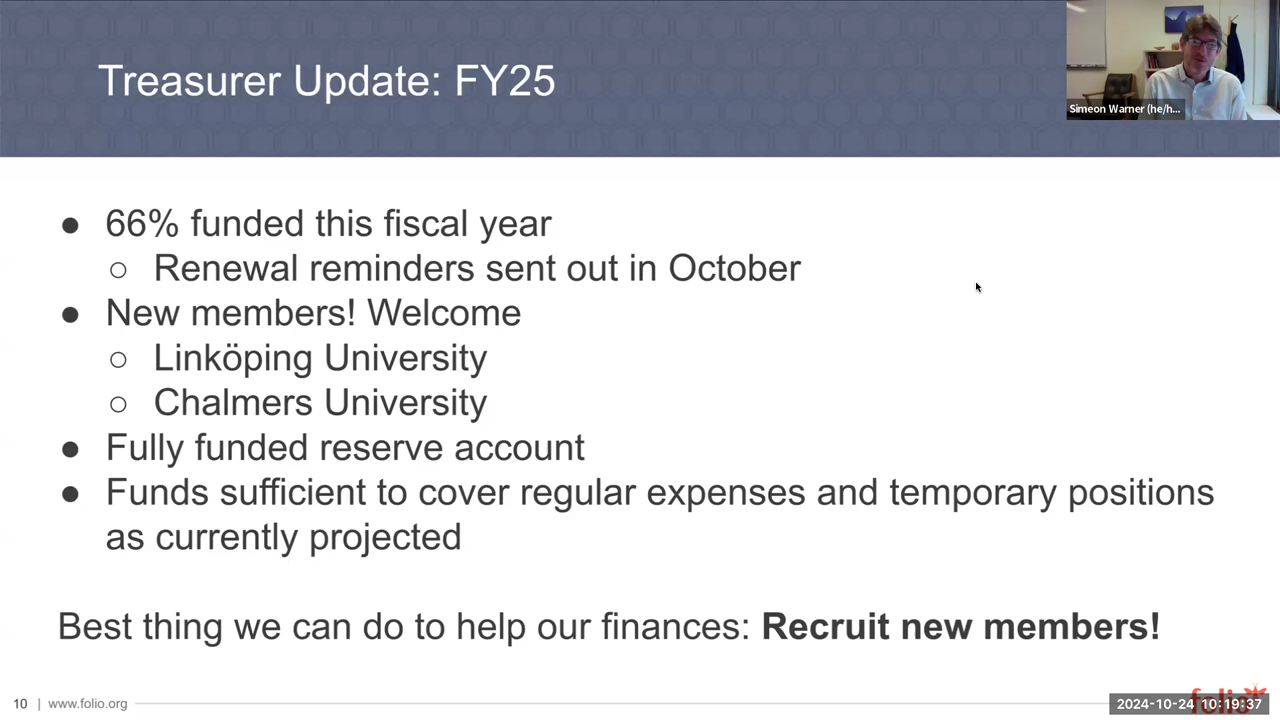 Treasurer Update: FY25
Simeon Warner (he/h...
● 66% funded this fiscal year
○ Renewal reminders sent out in October
● New members! Welcome
○ Linköping University
○ Chalmers University
● Fully funded reserve account
● Funds sufficient to cover regular expenses and temporary positions
as currently projected
Best thing we can do to help our finances: Recruit new members!
10 | www.folio.org
folio
2024-10-24 10:19:37